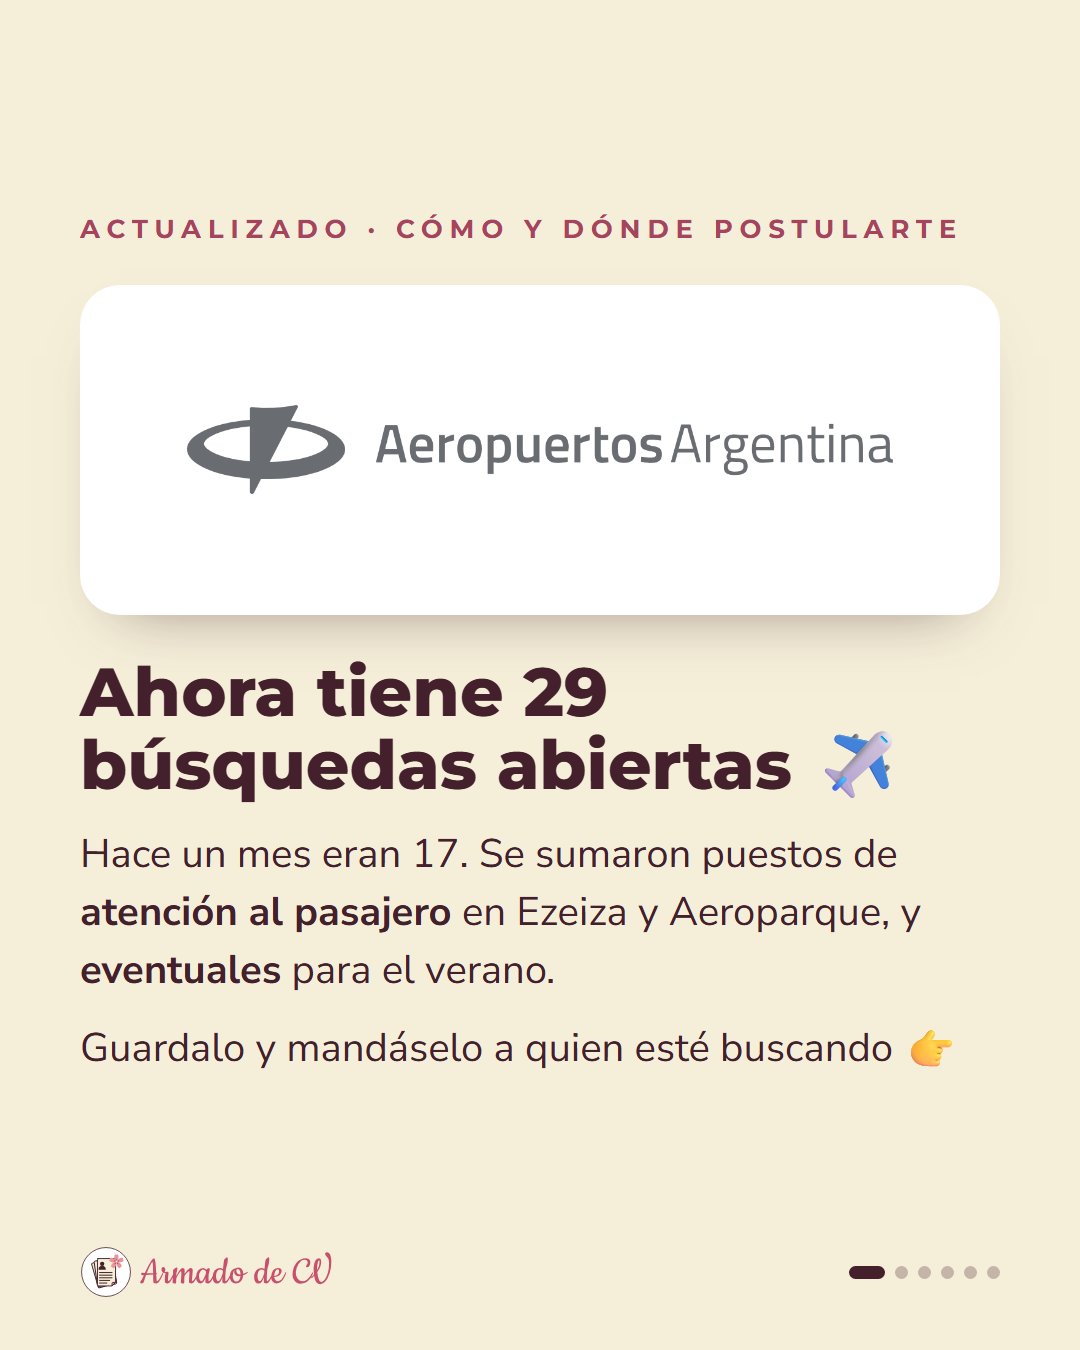 ACTUALIZADO · CÓMO Y DÓNDE POSTULARTE
Aeropuertos Argentina
Ahora tiene 29
búsquedas abiertas ✈️
Hace un mes eran 17. Se sumaron puestos de
atención al pasajero en Ezeiza y Aeroparque, y
eventuales para el verano.
Guardalo y mandáselo a quien esté buscando 👉
Armado de CV